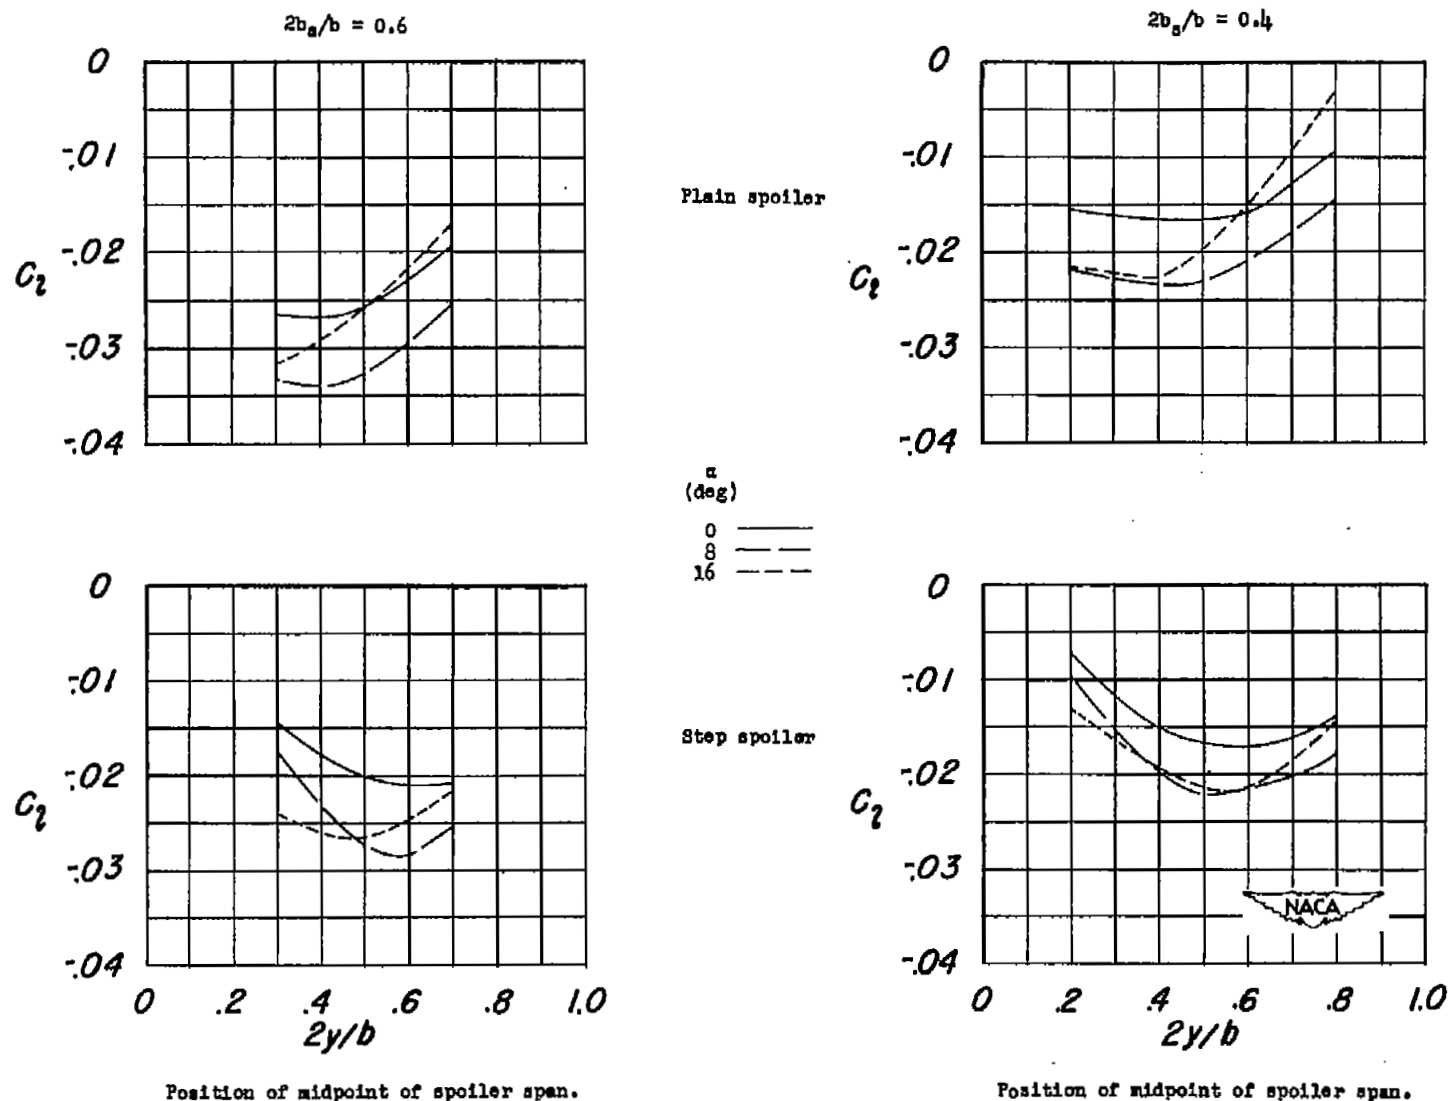 2bₛ/b = 0.6
2bₛ/b = 0.4
0
-.01
-.02
-.03
-.04
C_l
Plain spoiler
0
-.01
-.02
-.03
-.04
C_l
α
(deg)
0
8
16
0
-.01
-.02
-.03
-.04
C_l
0 .2 .4 .6 .8 1.0
2y/b
Position of midpoint of spoiler span.
Step spoiler
0
-.01
-.02
-.03
-.04
C_l
NACA
0 .2 .4 .6 .8 1.0
2y/b
Position of midpoint of spoiler span.